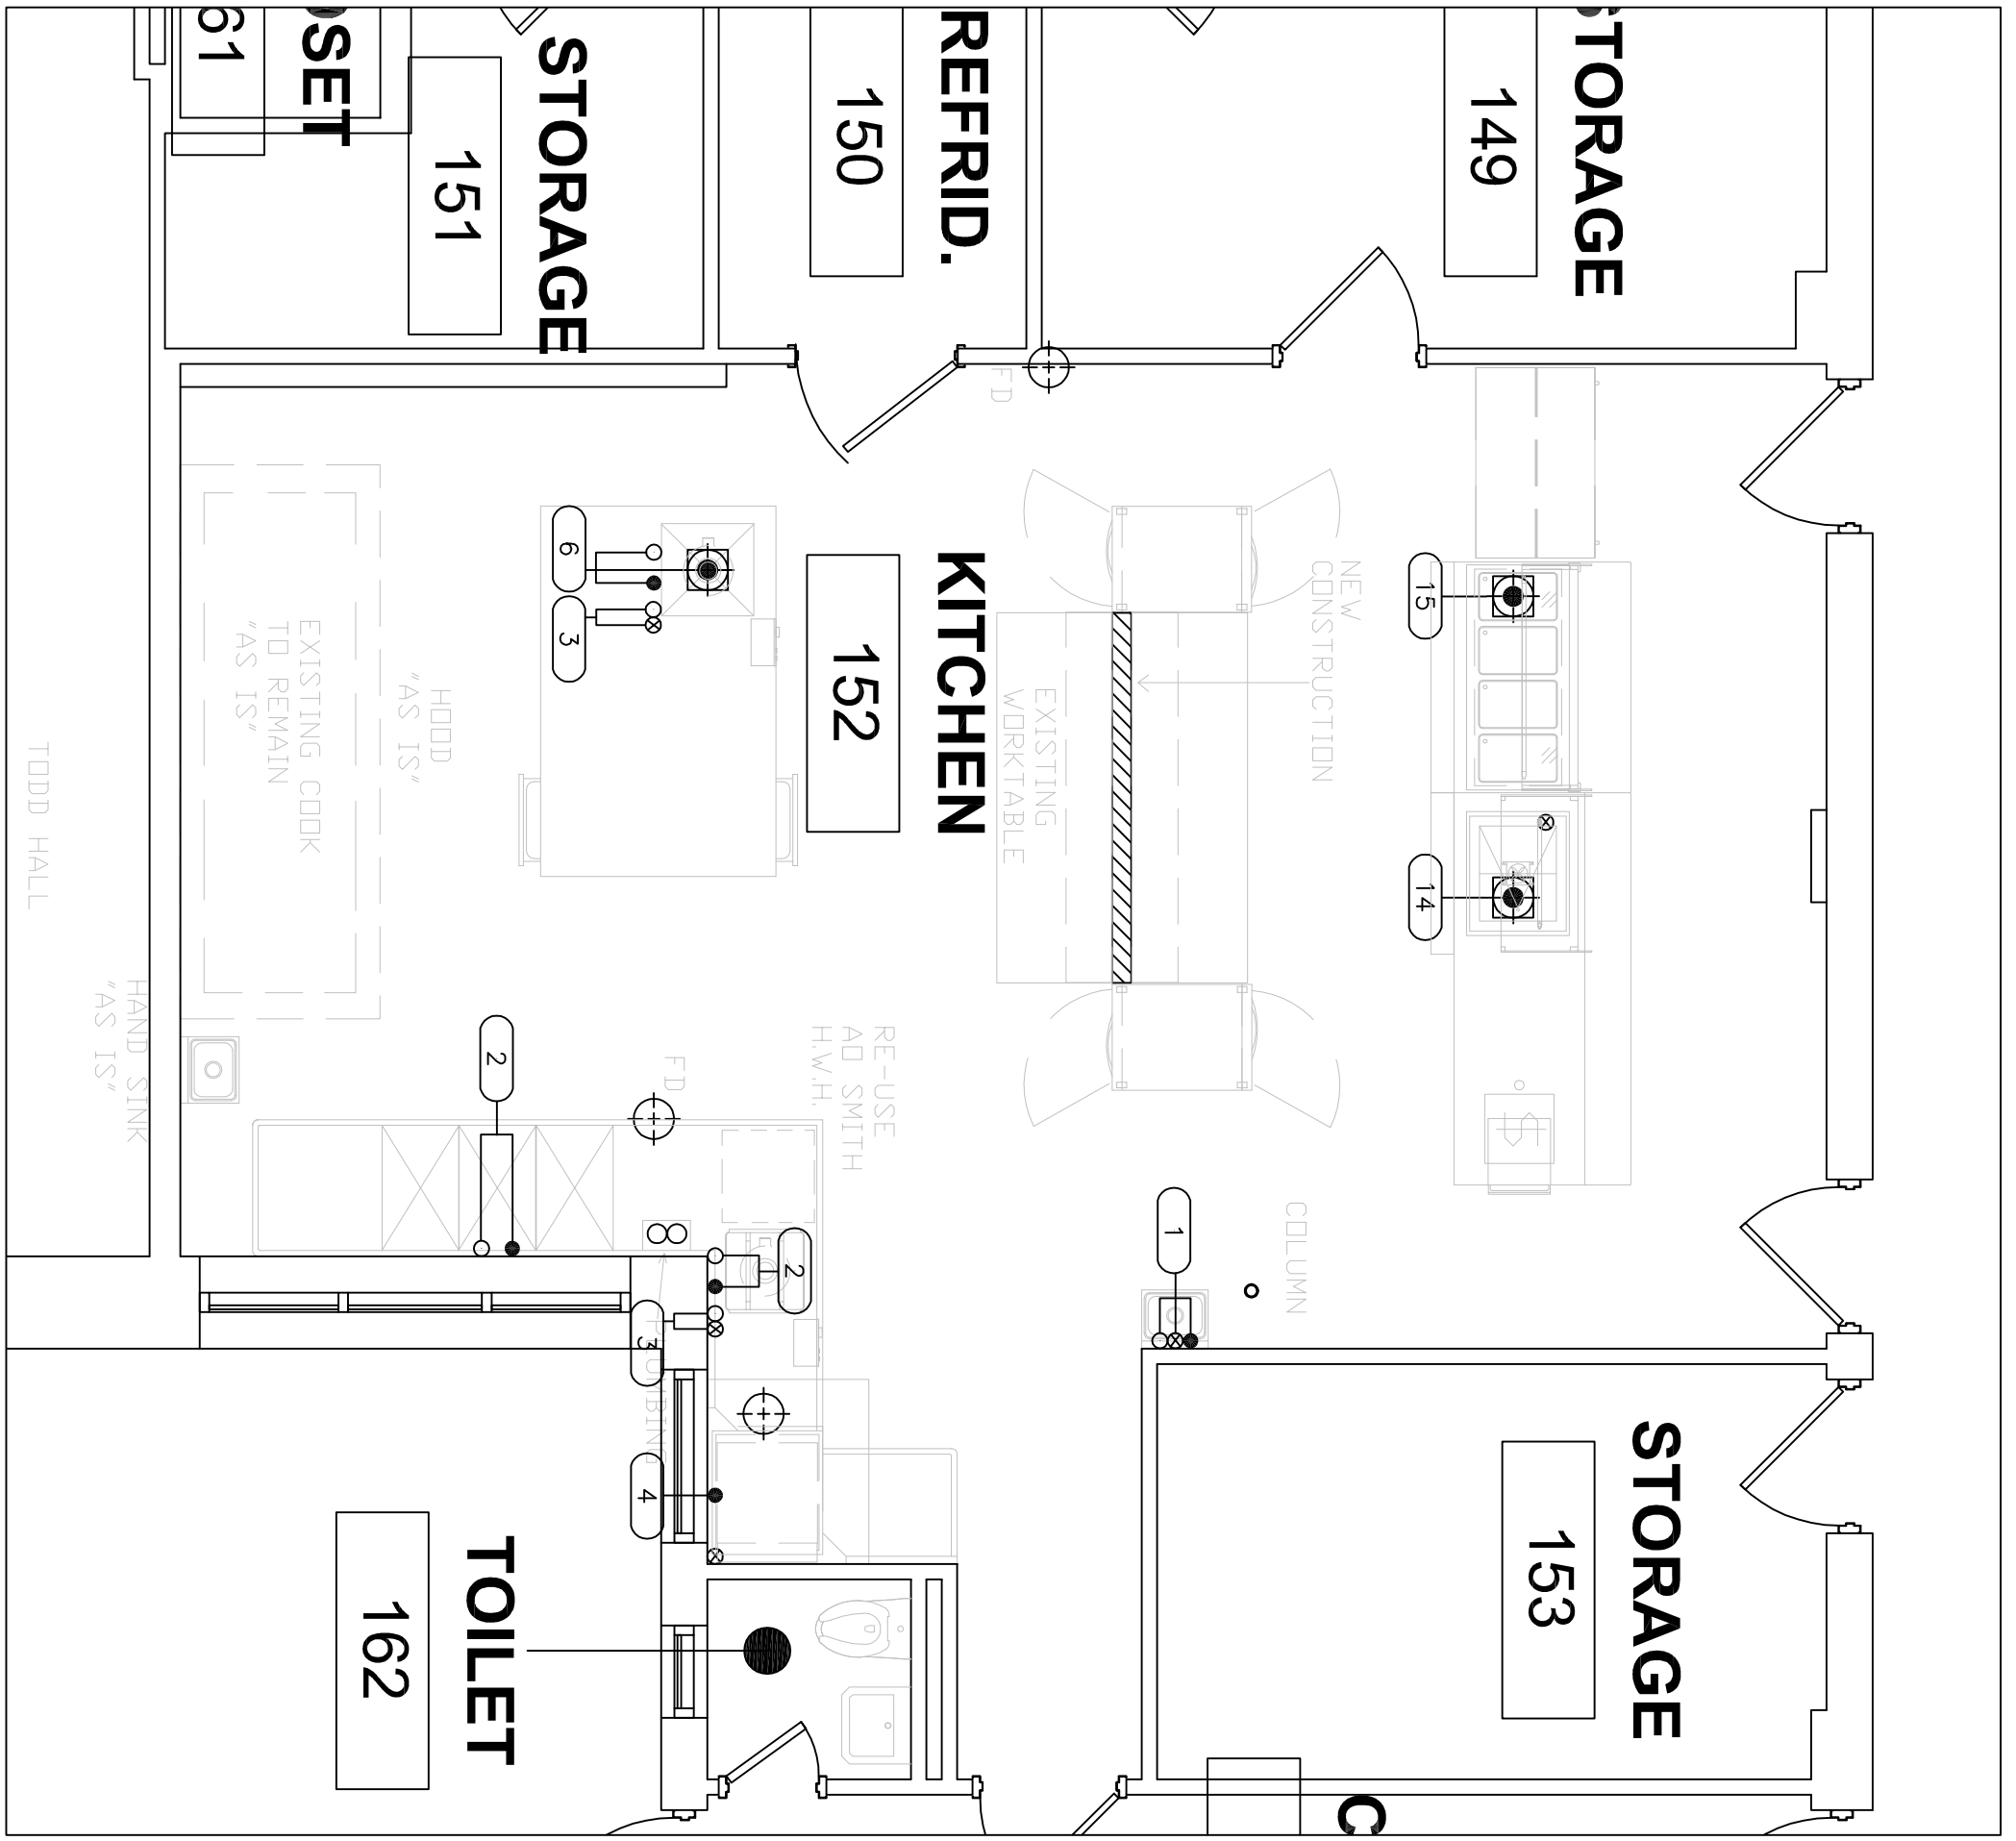 61
SET
STORAGE
151
REFRID.
150
STORAGE
149
FD
KITCHEN
152
NEW
CONSTRUCTION
EXISTING
WORKTABLE
HOOD
"AS IS"
EXISTING COOK
TO REMAIN
"AS IS"
TODD HALL
HAND SINK
"AS IS"
6
3
15
14
2
FD
RE-USE
AO SMITH
H.W.H.
COLUMN
1
2
3
PLUMBING
4
TOILET
162
STORAGE
153
C